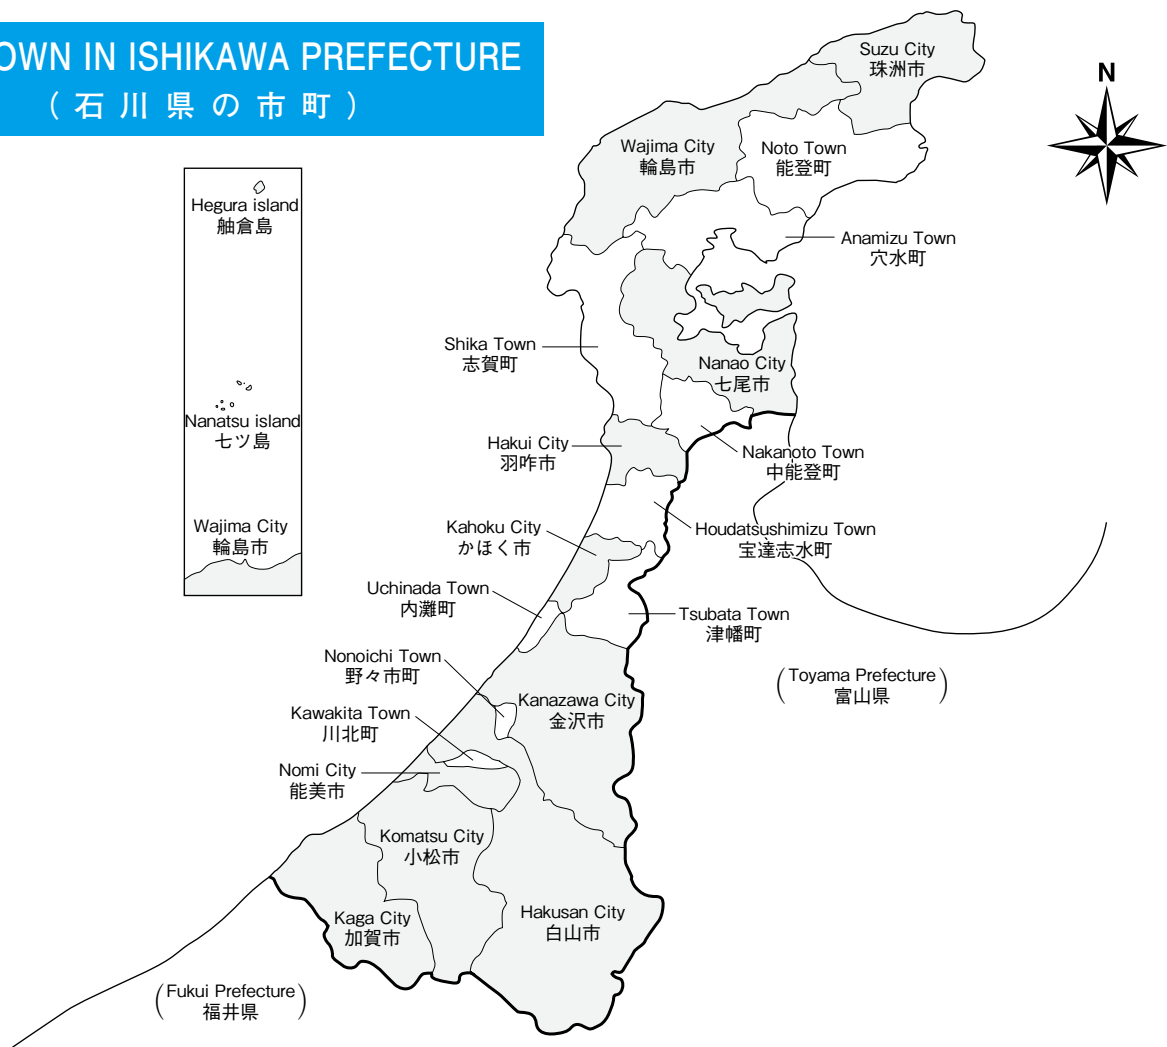 OWN IN ISHIKAWA PREFECTURE
(石川県の市町)
N
Suzu City
珠洲市
Wajima City
輪島市
Noto Town
能登町
Hegura island
舳倉島
Anamizu Town
穴水町
Shika Town
志賀町
Nanao City
七尾市
Nanatsu island
七ツ島
Hakui City
羽咋市
Nakanoto Town
中能登町
Wajima City
輪島市
Kahoku City
かほく市
Houdatsushimizu Town
宝達志水町
Uchinada Town
内灘町
Tsubata Town
津幡町
Nonoichi Town
野々市町
(Toyama Prefecture)
富山県
Kanazawa City
金沢市
Kawakita Town
川北町
Nomi City
能美市
Komatsu City
小松市
Kaga City
加賀市
Hakusan City
白山市
(Fukui Prefecture)
福井県